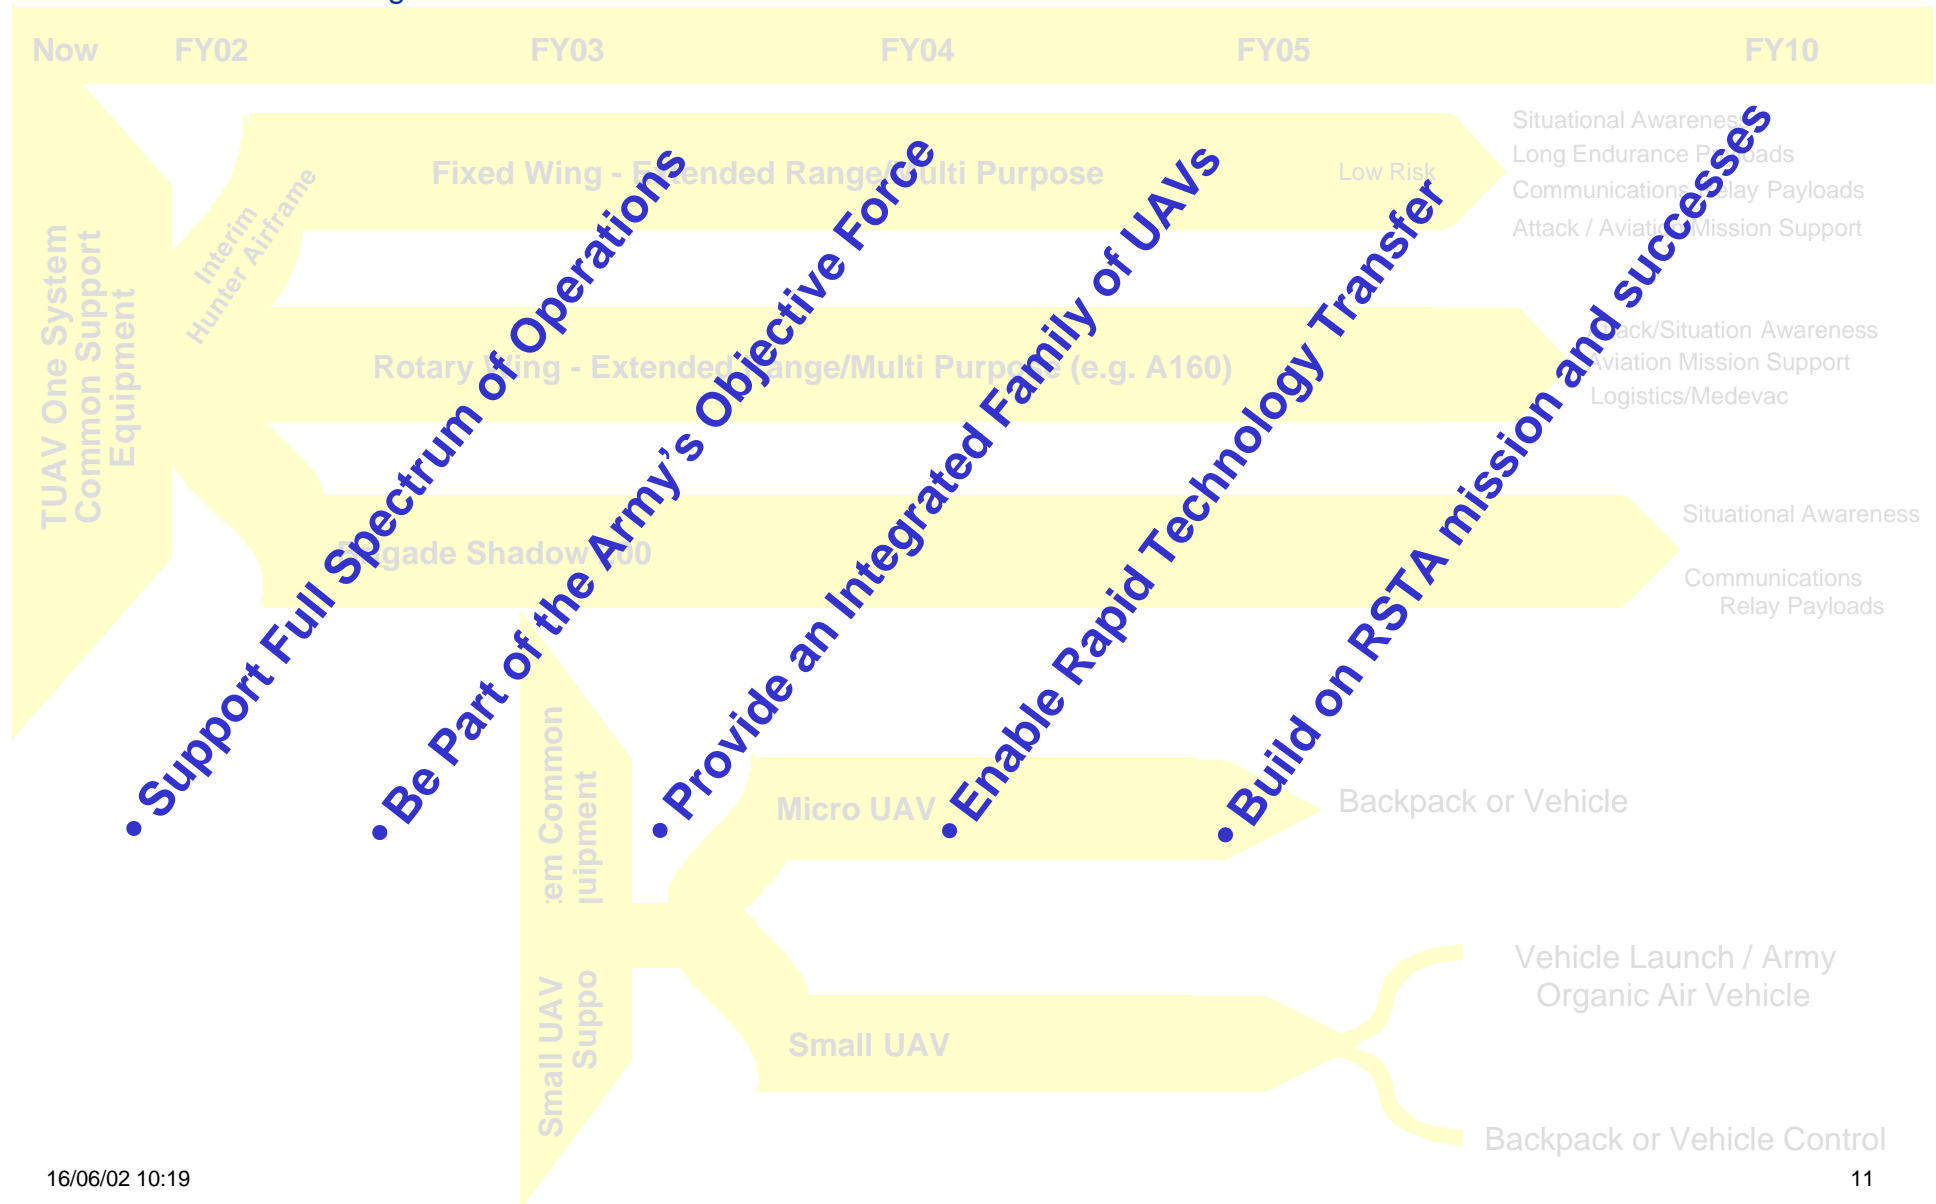 Now FY02 FY03 FY04 FY05 FY10
TUAV One System
Common Support
Equipment
Interim
Hunter Airframe
Fixed Wing - Extended Range/Multi Purpose
Low Risk
Situational Awareness
Long Endurance Payloads
Communications Relay Payloads
Attack / Aviation Mission Support
Rotary Wing - Extended Range/Multi Purpose (e.g. A160)
Attack/Situation Awareness
Aviation Mission Support
Logistics/Medevac
Brigade Shadow 200
Situational Awareness
Communications
Relay Payloads
• Support Full Spectrum of Operations
• Be Part of the Army’s Objective Force
• Provide an Integrated Family of UAVs
• Enable Rapid Technology Transfer
• Build on RSTA mission and successes
Small UAV Common
Suppo uipment
Micro UAV
Backpack or Vehicle
Small UAV
Vehicle Launch / Army
Organic Air Vehicle
Backpack or Vehicle Control
16/06/02 10:19
11